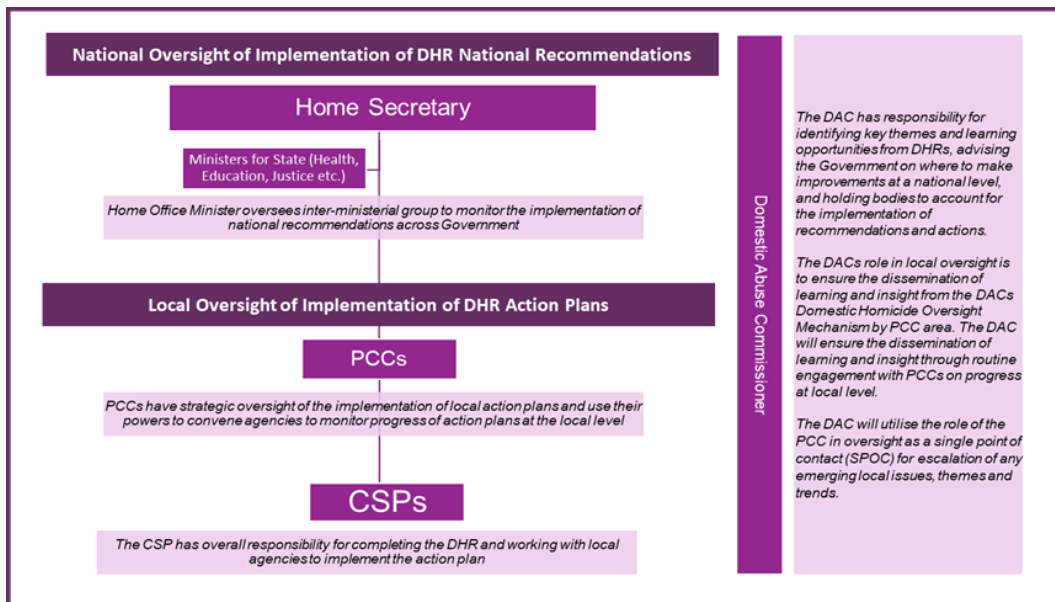 National Oversight of Implementation of DHR National Recommendations
Home Secretary
Ministers for State (Health,
Education, Justice etc.)
Home Office Minister oversees inter-ministerial group to monitor the implementation of
national recommendations across Government
Local Oversight of Implementation of DHR Action Plans
PCCs
PCCs have strategic oversight of the implementation of local action plans and use their
powers to convene agencies to monitor progress of action plans at the local level
CSPs
The CSP has overall responsibility for completing the DHR and working with local
agencies to implement the action plan
Domestic Abuse Commissioner
The DAC has responsibility for
identifying key themes and learning
opportunities from DHRs, advising
the Government on where to make
improvements at a national level,
and holding bodies to account for
the implementation of
recommendations and actions.
The DACs role in local oversight is
to ensure the dissemination of
learning and insight from the DACs
Domestic Homicide Oversight
Mechanism by PCC area. The DAC
will ensure the dissemination of
learning and insight through routine
engagement with PCCs on progress
at local level.
The DAC will utilise the role of the
PCC in oversight as a single point of
contact (SPOC) for escalation of any
emerging local issues, themes and
trends.